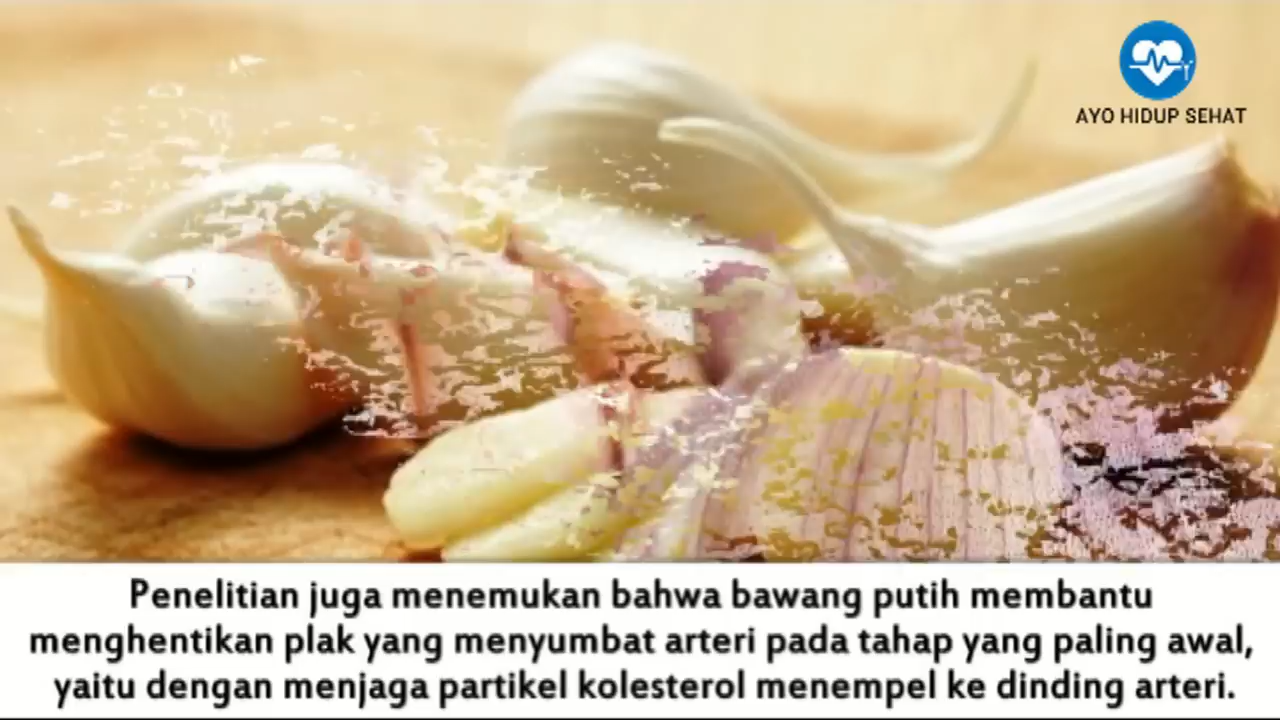 AYO HIDUP SEHAT
Penelitian juga menemukan bahwa bawang putih membantu
menghentikan plak yang menyumbat arteri pada tahap yang paling awal,
yaitu dengan menjaga partikel kolesterol menempel ke dinding arteri.